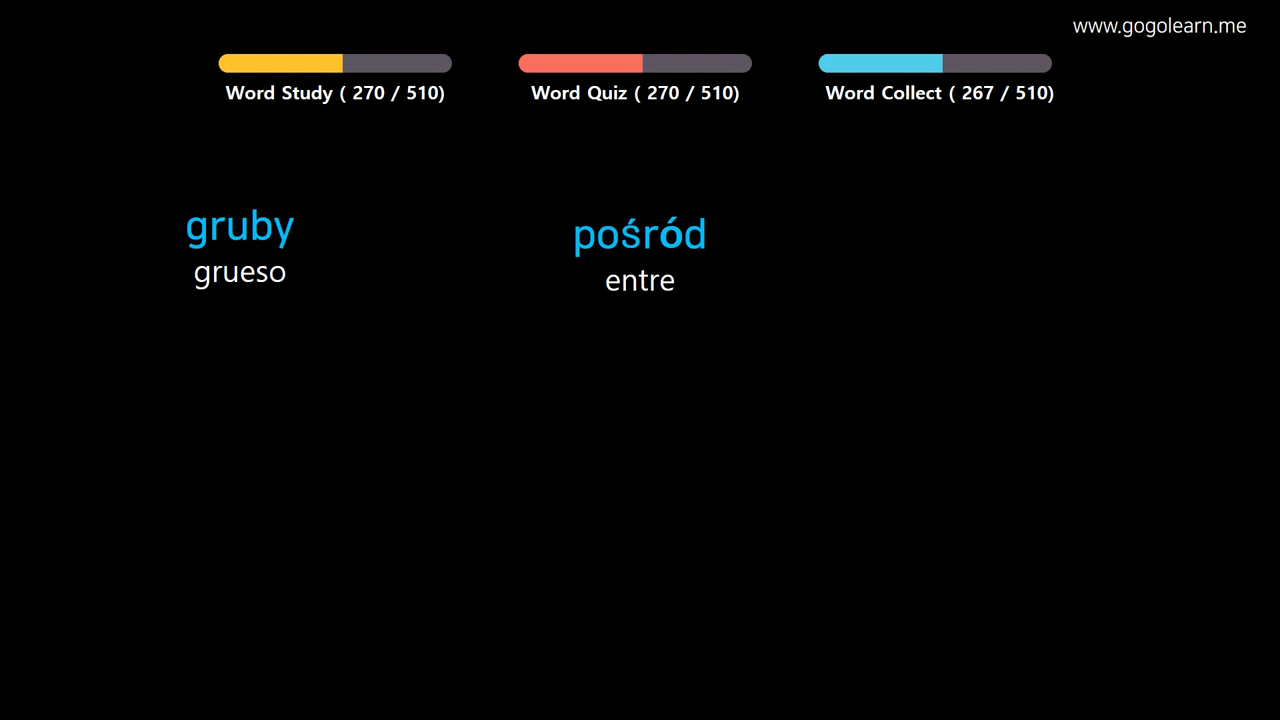 www.gogolearn.me
Word Study ( 270 / 510)
Word Quiz ( 270 / 510)
Word Collect ( 267 / 510)
gruby
grueso
pośród
entre